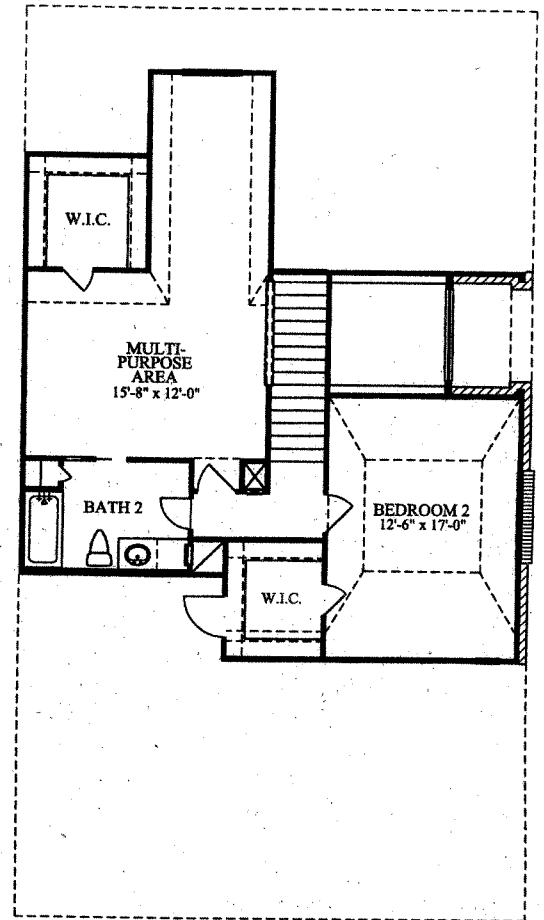 W.I.C.
MULTI-
PURPOSE
AREA
15'-8" x 12'-0"
BATH 2
BEDROOM 2
12'-6" x 17'-0"
W.I.C.